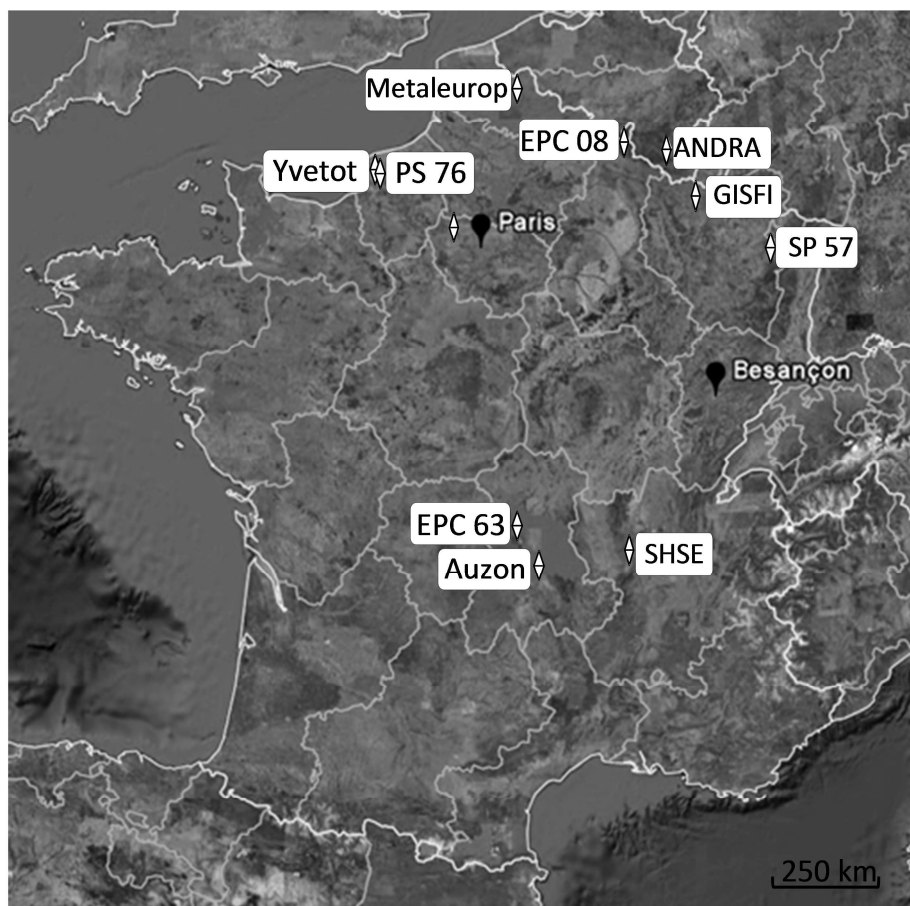 Metaleurop
EPC 08
ANDRA
Yvetot
PS 76
GISFI
Paris
SP 57
Besançon
EPC 63
SHSE
Auzon
250 km